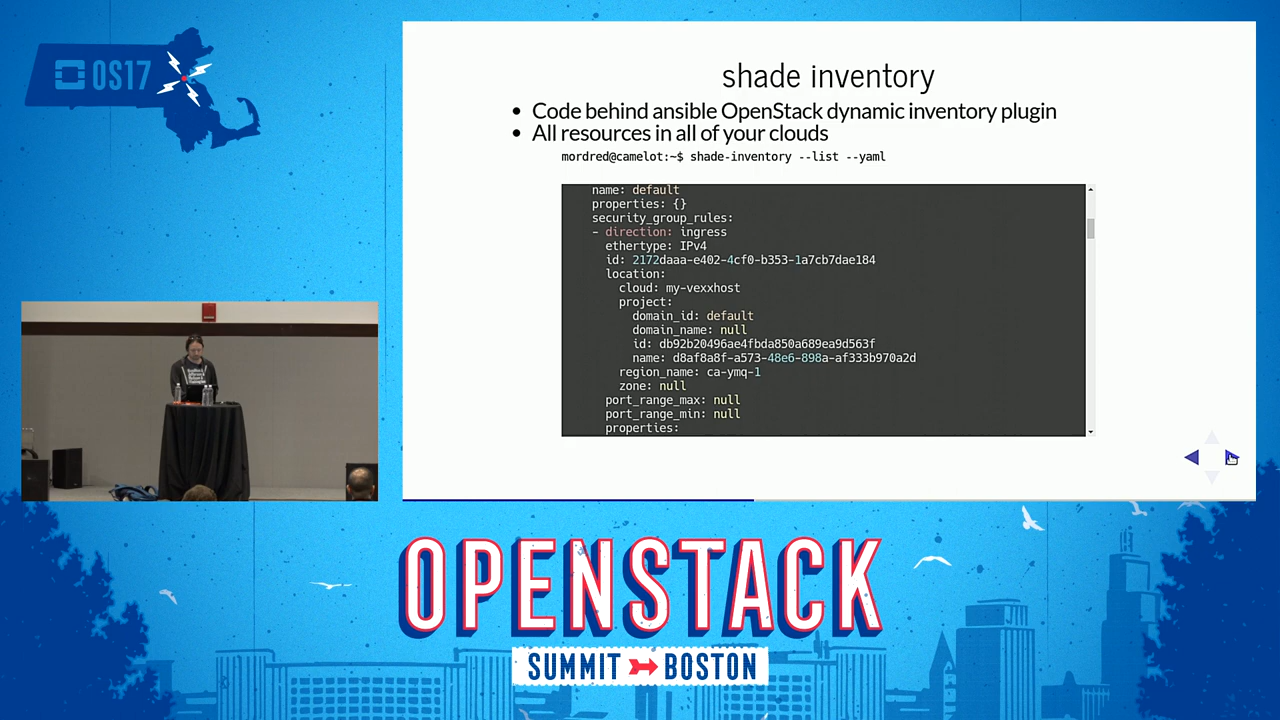 OS17
shade inventory
• Code behind ansible OpenStack dynamic inventory plugin
• All resources in all of your clouds
mordred@camelot:~$ shade-inventory --list --yaml
name: default
properties: {}
security_group_rules:
- direction: ingress
ethertype: IPv4
id: 2172daaa-e402-4cf0-b353-1a7cb7dae184
location:
cloud: my-vexxhost
project:
domain_id: default
domain_name: null
id: db92b20496ae4fbda850a689ea9d563f
name: d8af8a8f-a573-48e6-898a-af333b970a2d
region_name: ca-ymq-1
zone: null
port_range_max: null
port_range_min: null
properties:
OPENSTACK
SUMMIT BOSTON